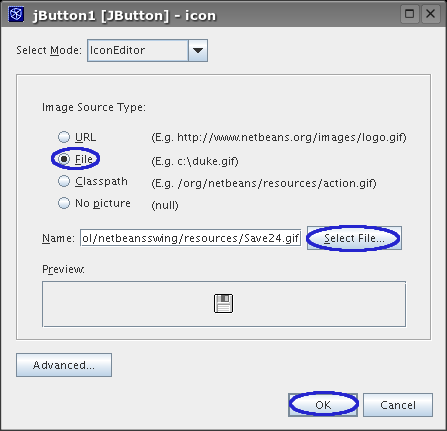 jButton1 [JButton] - icon
Select Mode: IconEditor
Image Source Type:
URL (E.g. http://www.netbeans.org/images/logo.gif)
File (E.g. c:\duke.gif)
Classpath (E.g. /org/netbeans/resources/action.gif)
No picture (null)
Name: ol/netbeansswing/resources/Save24.gif Select File...
Preview:
Advanced...
OK Cancel